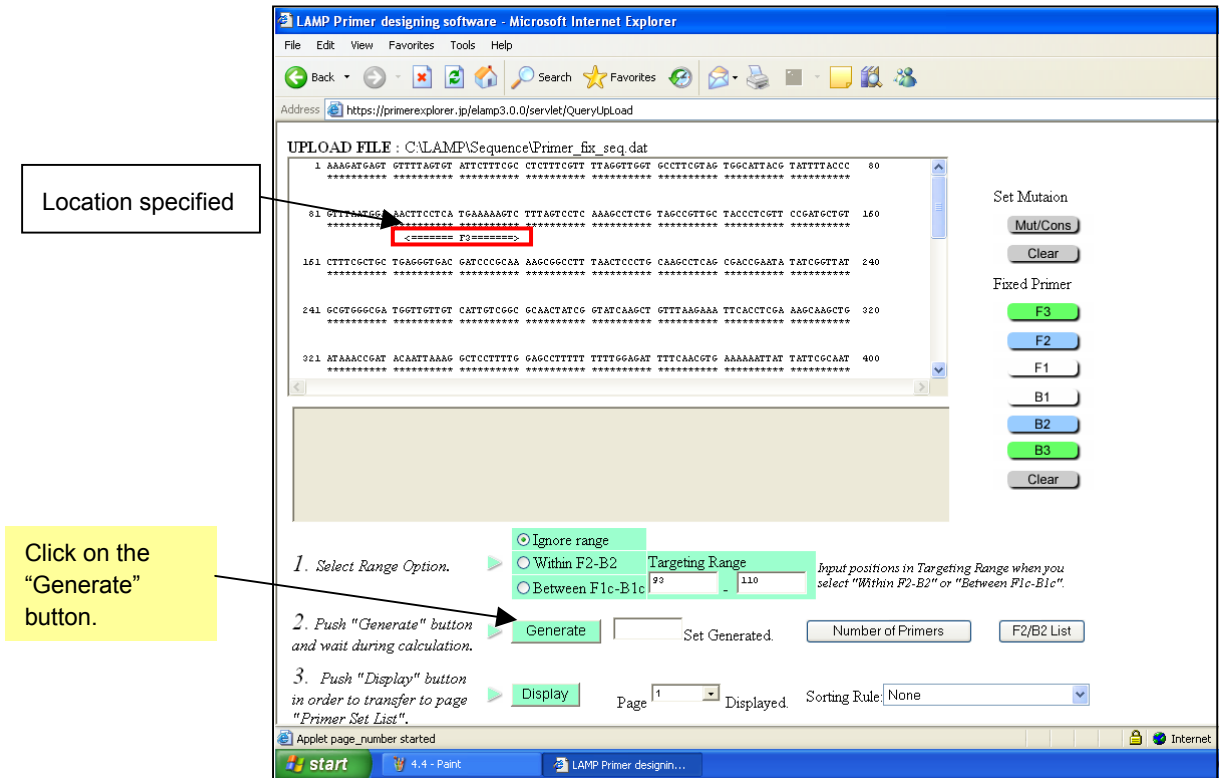 LAMP Primer designing software - Microsoft Internet Explorer
File Edit View Favorites Tools Help
Back Search Favorites
Address https://primerexplorer.jp/elamp3.0.0/servlet/QueryUpLoad
UPLOAD FILE : C:\LAMP\Sequence\Primer_fix_seq.dat
1 AAAGATGAGT GTTTTAGTGT ATTCTTTCGC CTCTTTCGTT TTAGGTTGGT GCCTTCGTAG TGGCATTACG TATTTTACCC 80
********** ********** ********** ********** ********** ********** ********** **********
81 GTTTAATGGA AACTTCCTCA TGAAAAAGTC TTTAGTCCTC AAAGCCTCTG TAGCCGTTGC TACCCTCGTT CCGATGCTGT 160
********** ********** ********** ********** ********** ********** ********** **********
<======= F3=======>
161 CTTTCGCTGC TGAGGGTGAC GATCCCGCAA AAGCGGCCTT TAACTCCCTG CAAGCCTCAG CGACCGAATA TATCGGTTAT 240
********** ********** ********** ********** ********** ********** ********** **********
241 GCGTGGGCGA TGGTTGTTGT CATTGTCGGC GCAACTATCG GTATCAAGCT GTTTAAGAAA TTCACCTCGA AAGCAAGCTG 320
********** ********** ********** ********** ********** ********** ********** **********
321 ATAAACCGAT ACAATTAAAG GCTCCTTTTG GAGCCTTTTT TTTTGGAGAT TTTCAACGTG AAAAAATTAT TATTCGCAAT 400
********** ********** ********** ********** ********** ********** ********** **********
Location specified
Set Mutaion
Mut/Cons
Clear
Fixed Primer
F3
F2
F1
B1
B2
B3
Clear
Click on the
“Generate”
button.
1. Select Range Option.
Ignore range
Within F2-B2 Targeting Range
Between F1c-B1c 93 - 110
Input positions in Targeting Range when you
select "Within F2-B2" or "Between F1c-B1c".
2. Push "Generate" button
and wait during calculation.
Generate Set Generated. Number of Primers F2/B2 List
3. Push "Display" button
in order to transfer to page
"Primer Set List".
Display Page 1 Displayed. Sorting Rule: None
Applet page_number started Internet
start 4.4 - Paint LAMP Primer designin...